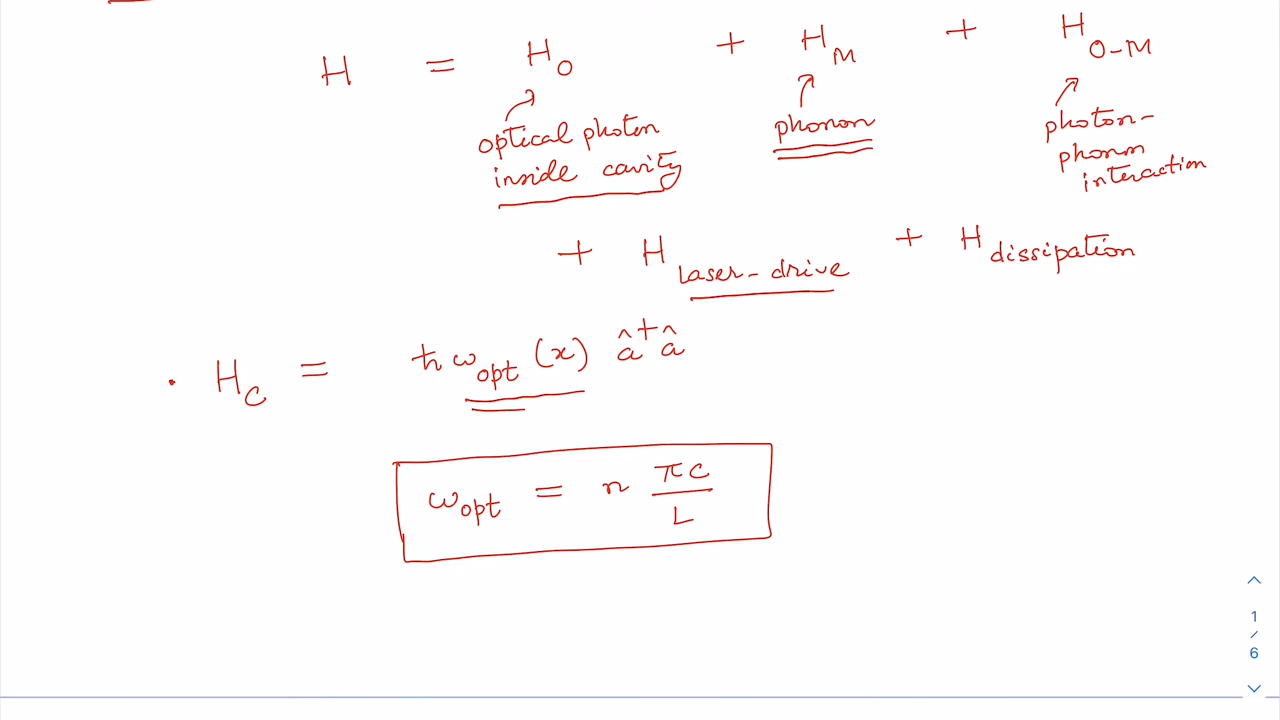 H = H_O + H_M + H_O-M
optical photon
inside cavity
phonon
photon-
phonon
interaction
+ H_laser-drive + H_dissipation
· H_C = ħω_opt (x) â†â
ω_opt = n πc/L
1
/
6